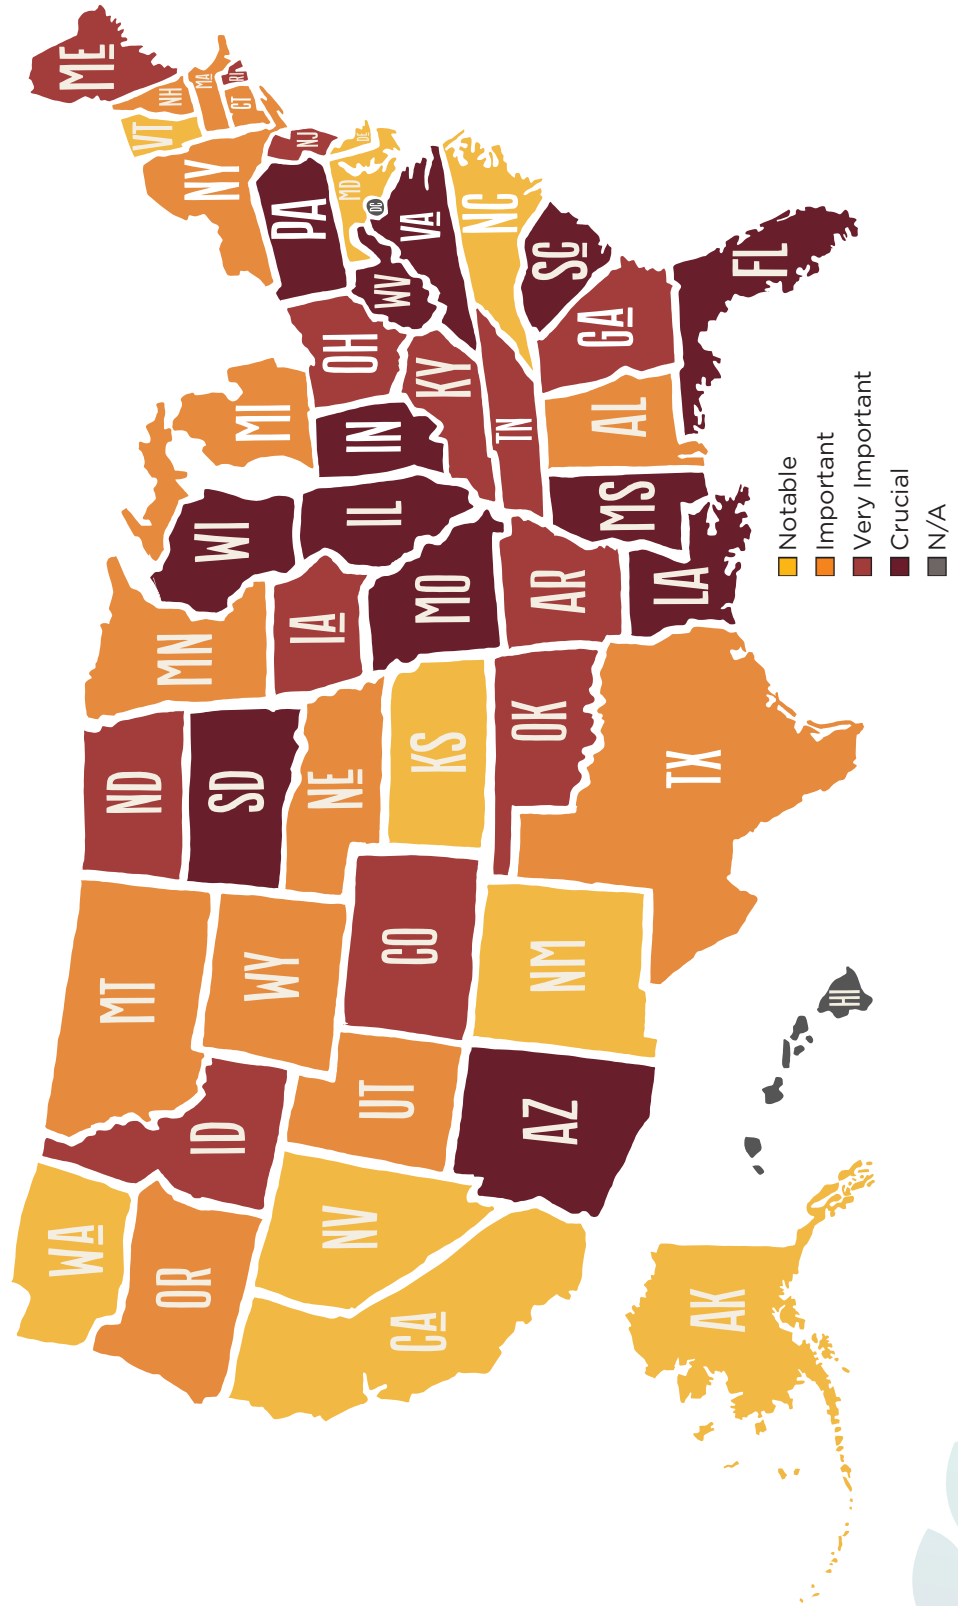 WA
OR
CA
NV
ID
MT
WY
UT
AZ
CO
NM
ND
SD
NE
KS
OK
TX
MN
IA
MO
AR
LA
WI
IL
MS
MI
IN
KY
TN
AL
OH
WV
GA
FL
PA
VA
SC
NC
NY
MD
DC
DE
NJ
VT
NH
MA
CT
RI
ME
AK
HI
Notable
Important
Very Important
Crucial
N/A